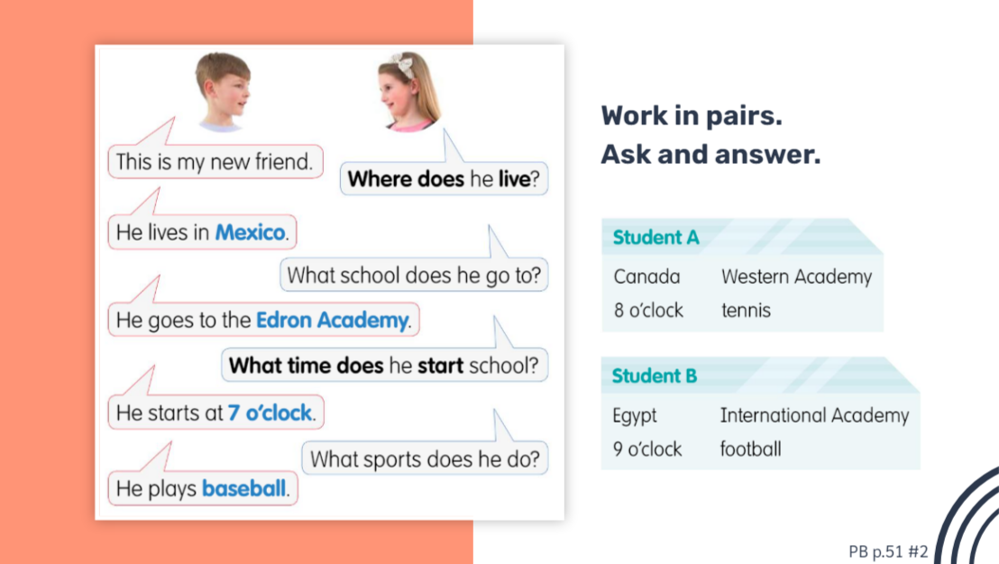 This is my new friend.
Where does he live?
He lives in Mexico.
What school does he go to?
He goes to the Edron Academy.
What time does he start school?
He starts at 7 o'clock.
What sports does he do?
He plays baseball.
Work in pairs.
Ask and answer.
Student A
Canada Western Academy
8 o'clock tennis
Student B
Egypt International Academy
9 o'clock football
PB p.51 #2